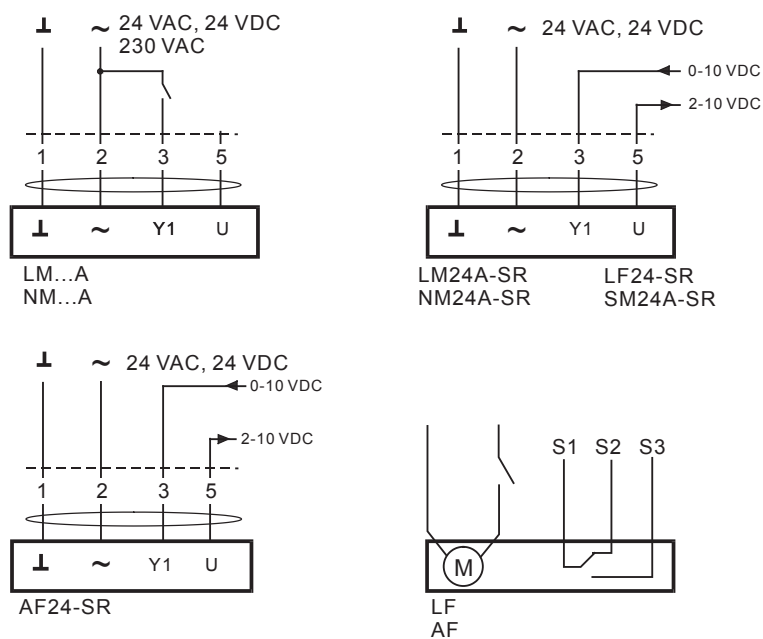 ⊥ ~ 24 VAC, 24 VDC
230 VAC
1 2 3 5
⊥ ~ Y1 U
LM...A
NM...A
⊥ ~ 24 VAC, 24 VDC
0-10 VDC
2-10 VDC
1 2 3 5
⊥ ~ Y1 U
LM24A-SR LF24-SR
NM24A-SR SM24A-SR
⊥ ~ 24 VAC, 24 VDC
0-10 VDC
2-10 VDC
1 2 3 5
⊥ ~ Y1 U
AF24-SR
S1 S2 S3
M
LF
AF